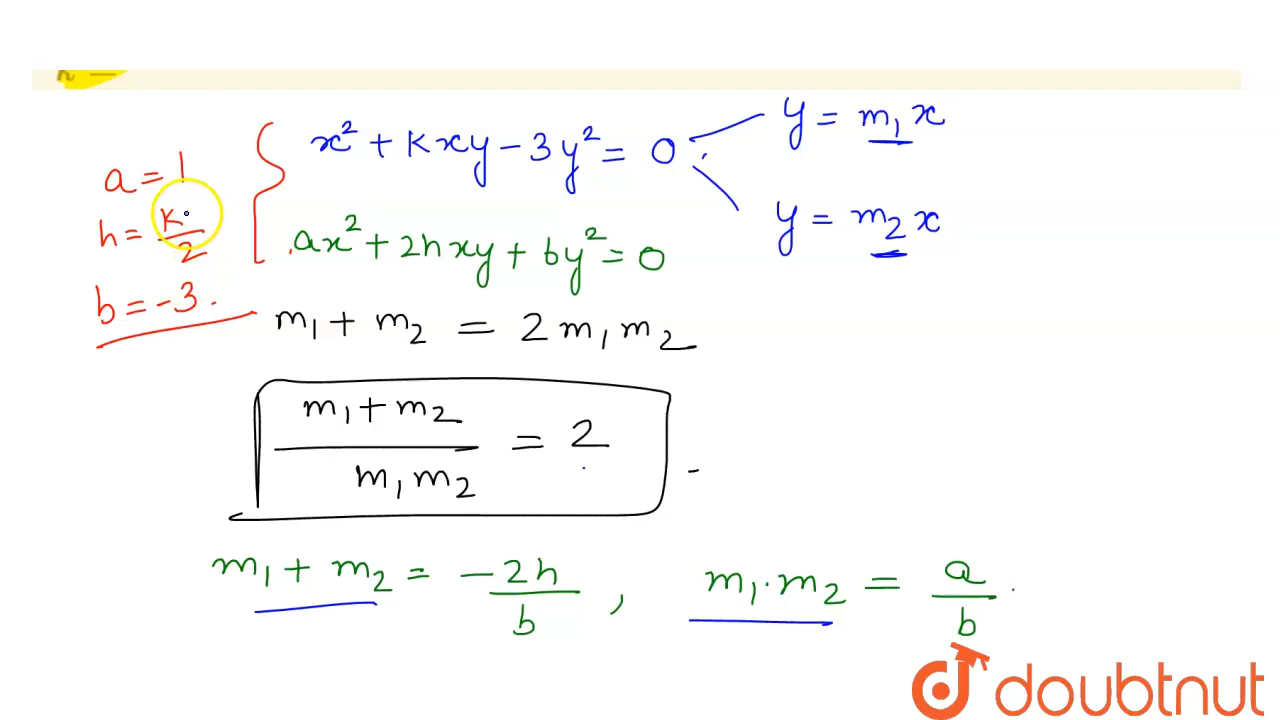 x² + Kxy - 3y² = 0
y = m₁x
y = m₂x
a = 1
h = K/2
b = -3.
ax² + 2hxy + by² = 0
m₁ + m₂ = 2m₁m₂
(m₁ + m₂)/(m₁m₂) = 2
m₁ + m₂ = -2h/b , m₁·m₂ = a/b
doubtnut